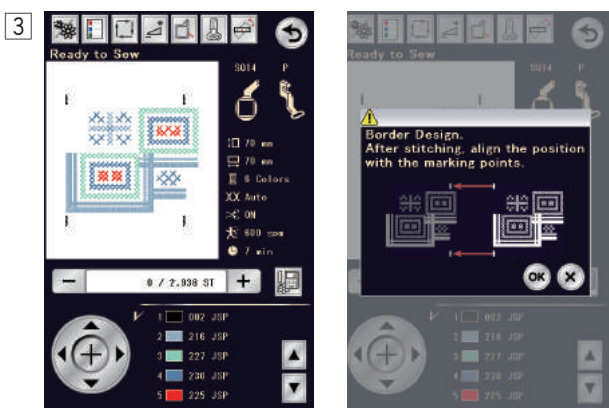 3
Ready to Sew
SQ14 P
70 mm
70 mm
6 Colors
Auto
ON
600 spm
7 min
0 / 2.938 ST
1 002 JSP
2 216 JSP
3 227 JSP
4 230 JSP
5 225 JSP
Ready to Sew
SQ14 P
Border Design.
After stitching, align the position
with the marking points.
OK X
1 002 JSP
2 216 JSP
3 227 JSP
4 230 JSP
5 225 JSP